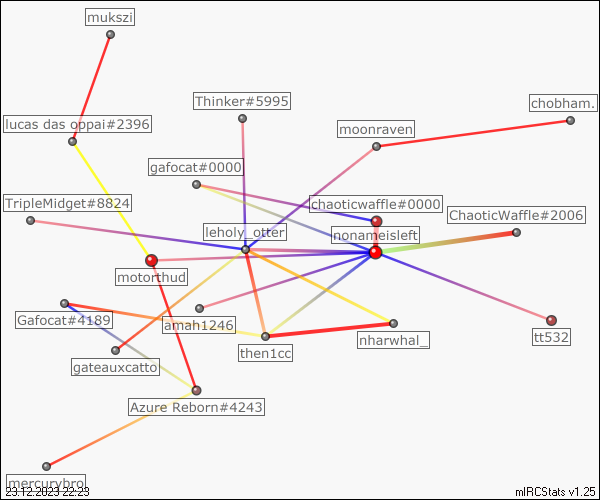 mukszi
Thinker#5995
chobham.
lucas das oppai#2396
moonraven
gafocat#0000
TripleMidget#8824
chaoticwaffle#0000
ChaoticWaffle#2006
leholy_otter
nonameisleft
motorthud
Gafocat#4189
amah1246
tt532
nharwhal_
then1cc
gateauxcatto
Azure Reborn#4243
mercurybro
23.12.2023 22:23
mIRCStats v1.25